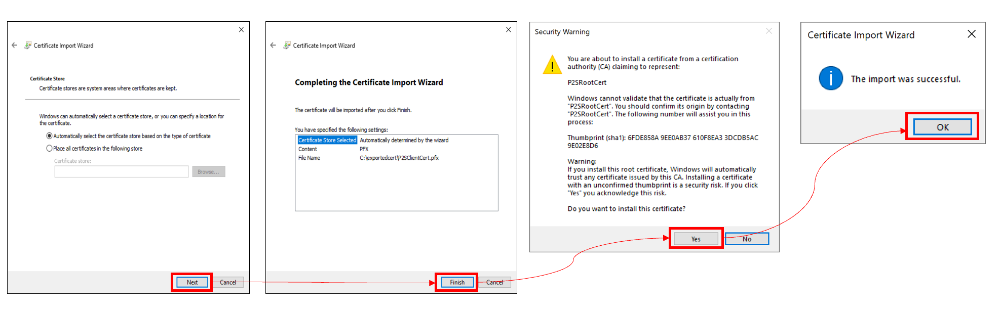 Certificate Import Wizard
Certificate Store
Certificate stores are system areas where certificates are kept.
Windows can automatically select a certificate store, or you can specify a location for
the certificate.
Automatically select the certificate store based on the type of certificate
Place all certificates in the following store
Certificate store:
Browse...
Next
Cancel
Certificate Import Wizard
Completing the Certificate Import Wizard
The certificate will be imported after you click Finish.
You have specified the following settings:
Certificate Store Selected Automatically determined by the wizard
Content PFX
File Name C:\exportedcert\P2SClientCert.pfx
Finish
Cancel
Security Warning
You are about to install a certificate from a certification
authority (CA) claiming to represent:
P2SRootCert
Windows cannot validate that the certificate is actually from
"P2SRootCert". You should confirm its origin by contacting
"P2SRootCert". The following number will assist you in this
process:
Thumbprint (sha1): 6FDE858A 9EE0AB37 610F8EA3 3DCDB5AC
9E02E8D6
Warning:
If you install this root certificate, Windows will automatically
trust any certificate issued by this CA. Installing a certificate
with an unconfirmed thumbprint is a security risk. If you click
"Yes" you acknowledge this risk.
Do you want to install this certificate?
Yes
No
Certificate Import Wizard
The import was successful.
OK